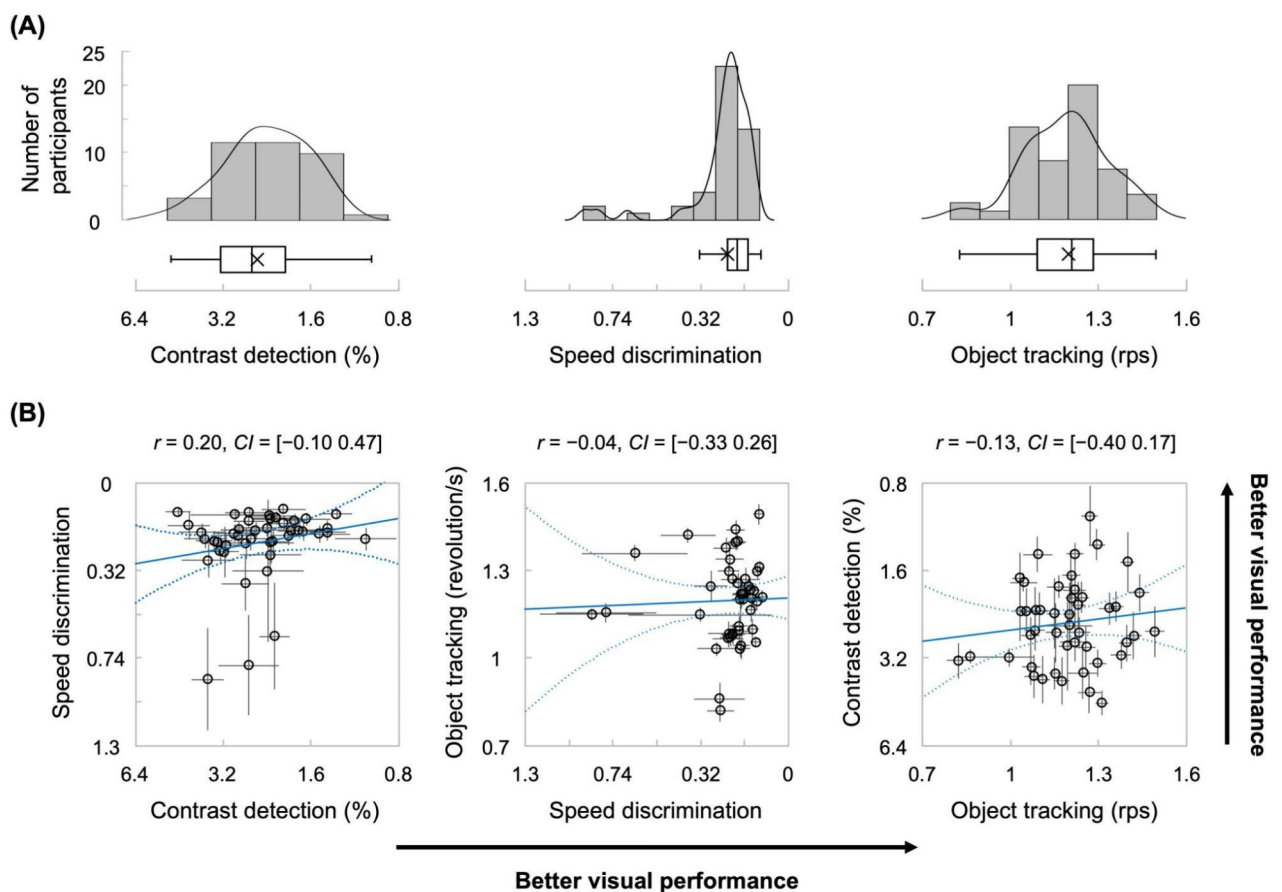 (A)
Number of
participants
25
20
10
0
6.4 3.2 1.6 0.8
Contrast detection (%)
1.3 0.74 0.32 0
Speed discrimination
0.7 1 1.3 1.6
Object tracking (rps)
(B)
r = 0.20, CI = [−0.10 0.47]
Speed discrimination
0
0.32
0.74
1.3
6.4 3.2 1.6 0.8
Contrast detection (%)
r = −0.04, CI = [−0.33 0.26]
Object tracking (revolution/s)
1.6
1.3
1
0.7
1.3 0.74 0.32 0
Speed discrimination
r = −0.13, CI = [−0.40 0.17]
Contrast detection (%)
0.8
1.6
3.2
6.4
0.7 1 1.3 1.6
Object tracking (rps)
Better visual performance
Better visual performance